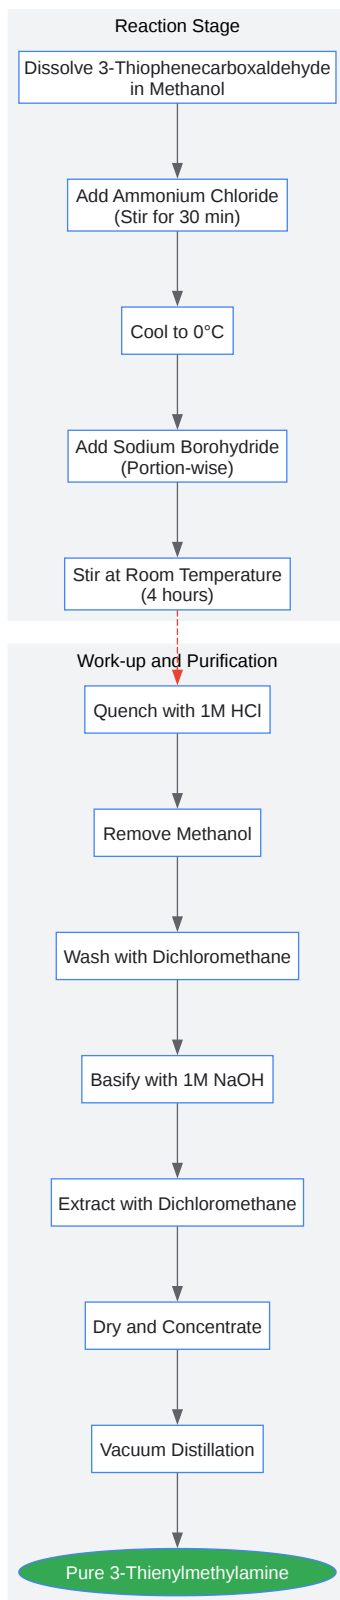 Reaction Stage
Dissolve 3-Thiophenecarboxaldehyde
in Methanol
Add Ammonium Chloride
(Stir for 30 min)
Cool to 0°C
Add Sodium Borohydride
(Portion-wise)
Stir at Room Temperature
(4 hours)
Work-up and Purification
Quench with 1M HCl
Remove Methanol
Wash with Dichloromethane
Basify with 1M NaOH
Extract with Dichloromethane
Dry and Concentrate
Vacuum Distillation
Pure 3-Thienylmethylamine